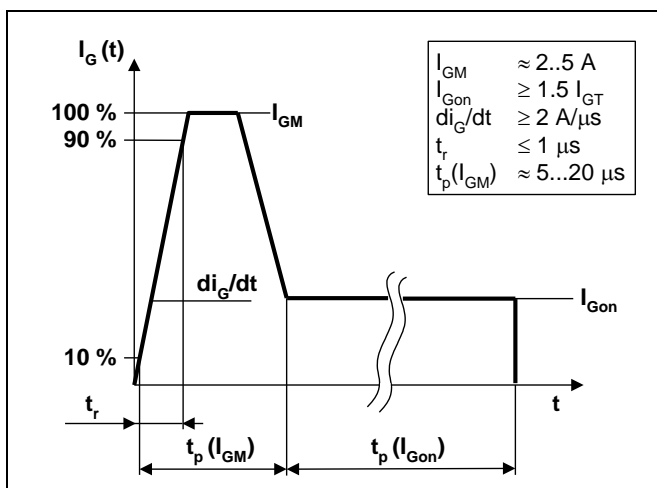 I_G (t)
100 %
I_GM
90 %
di_G/dt
I_Gon
10 %
t
t_r
t_p (I_GM)
t_p (I_Gon)
I_GM ≈ 2..5 A
I_Gon ≥ 1.5 I_GT
di_G/dt ≥ 2 A/μs
t_r ≤ 1 μs
t_p(I_GM) ≈ 5...20 μs